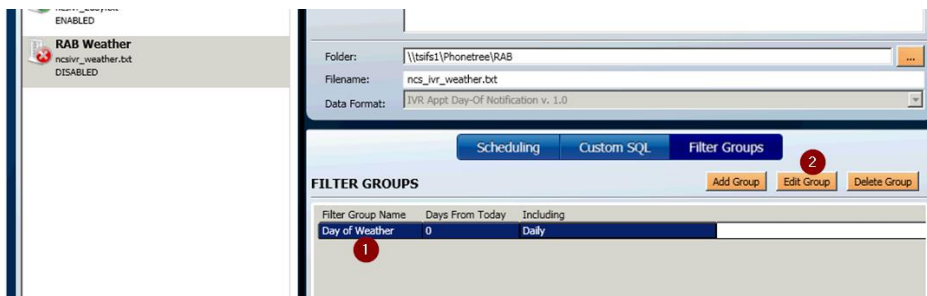 ENABLED
RAB Weather
ncsivr_weather.txt
DISABLED
Folder: \\tsifs1\Phonetree\RAB ...
Filename: ncs_ivr_weather.txt
Data Format: IVR Appt Day-Of Notification v. 1.0
Scheduling Custom SQL Filter Groups
2
FILTER GROUPS Add Group Edit Group Delete Group
Filter Group Name Days From Today Including
Day of Weather 0 Daily
1